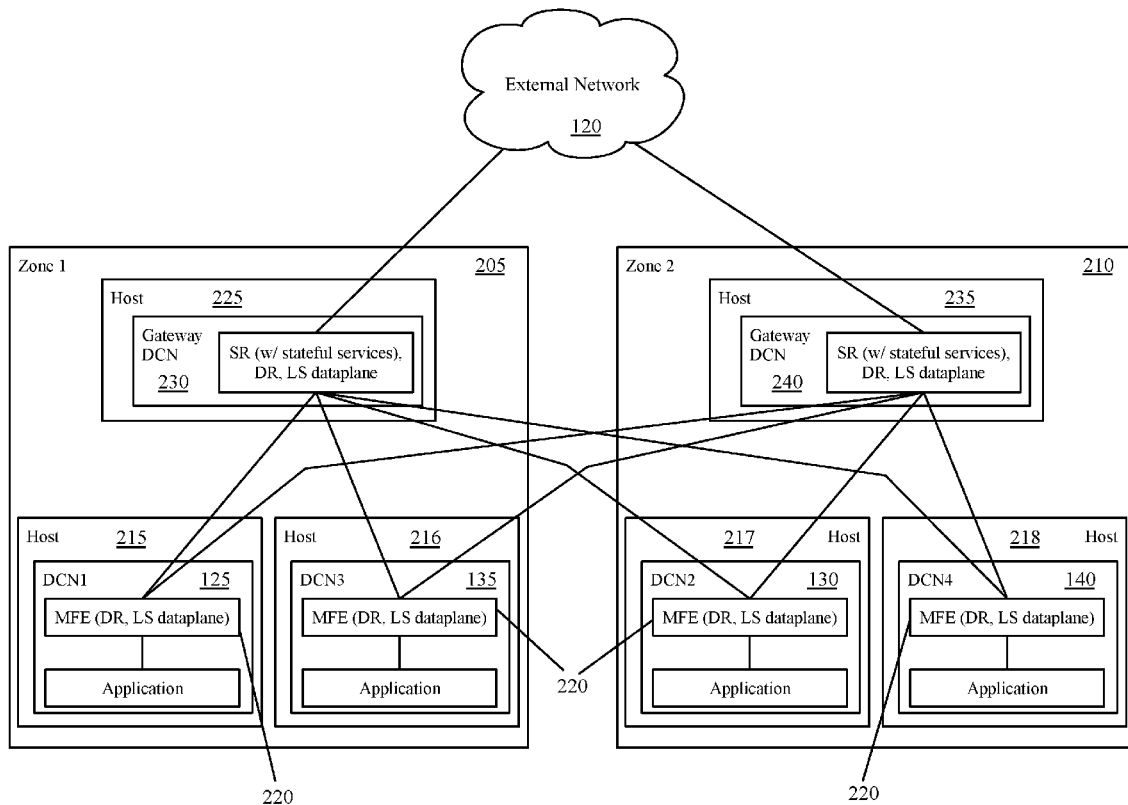 External Network
120
Zone 1
205
Host
225
Gateway
DCN
230
SR (w/ stateful services),
DR, LS dataplane
Zone 2
210
Host
235
Gateway
DCN
240
SR (w/ stateful services),
DR, LS dataplane
Host
215
DCN1
125
MFE (DR, LS dataplane)
Application
Host
216
DCN3
135
MFE (DR, LS dataplane)
Application
217
Host
DCN2
130
MFE (DR, LS dataplane)
Application
218
Host
DCN4
140
MFE (DR, LS dataplane)
Application
220
220
220